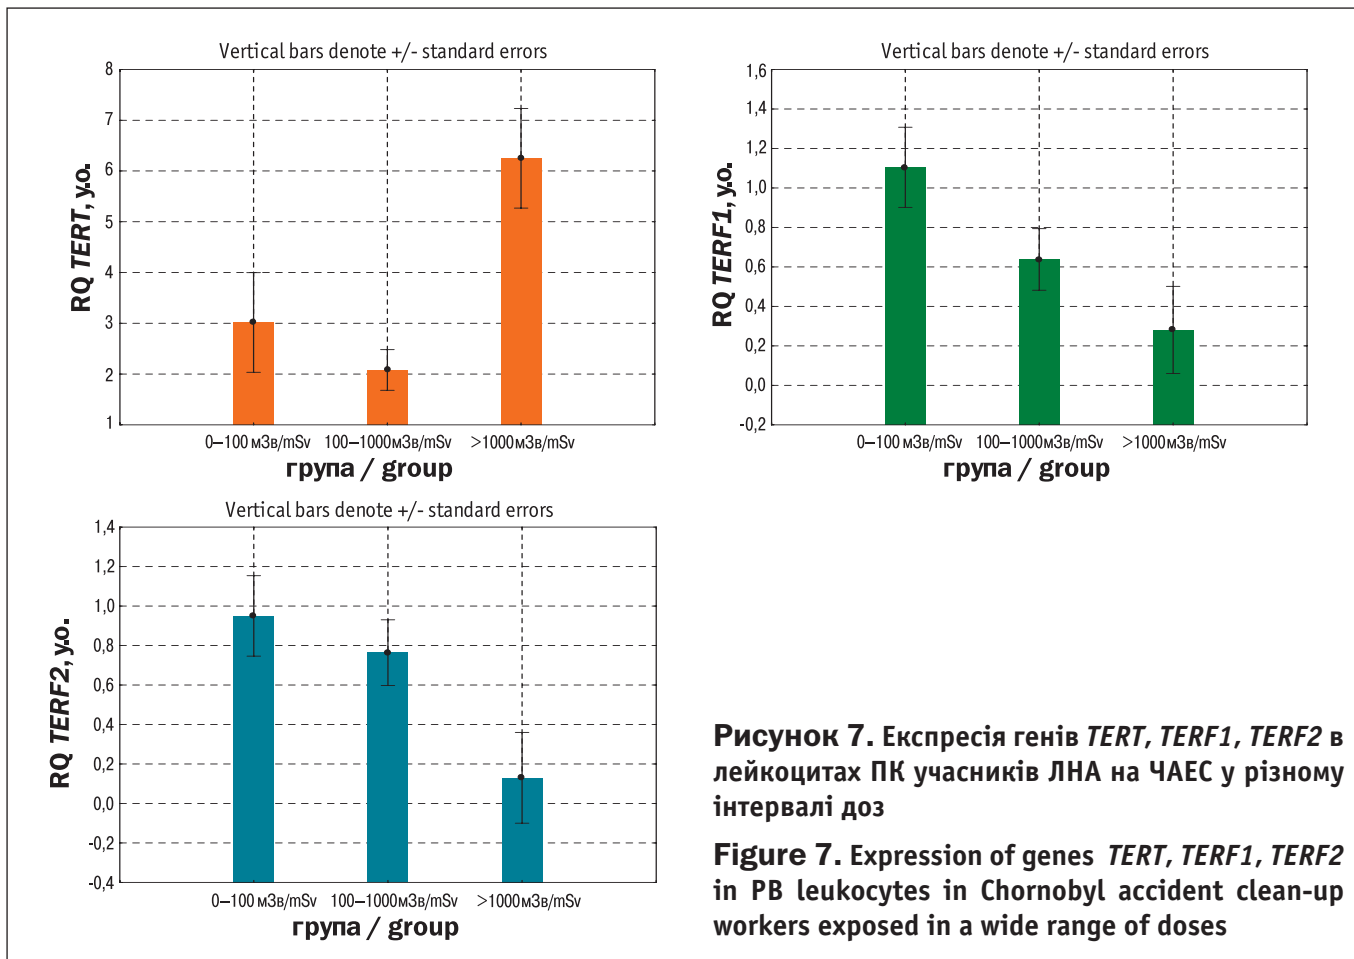 Vertical bars denote +/- standard errors
8
7
6
5
4
3
2
1
RQ TERT, у.о.
0–100 мЗв/mSv
100–1000мЗв/mSv
>1000мЗв/mSv
група / group
Vertical bars denote +/- standard errors
1,6
1,4
1,2
1,0
0,8
0,6
0,4
0,2
0,0
-0,2
RQ TERF1, у.о.
0–100 мЗв/mSv
100–1000мЗв/mSv
>1000мЗв/mSv
група / group
Vertical bars denote +/- standard errors
1,4
1,2
1,0
0,8
0,6
0,4
0,2
0,0
-0,2
-0,4
RQ TERF2, у.о.
0–100 мЗв/mSv
100–1000мЗв/mSv
>1000мЗв/mSv
група / group
Рисунок 7. Експресія генів TERT, TERF1, TERF2 в
лейкоцитах ПК учасників ЛНА на ЧАЕС у різному
інтервалі доз
Figure 7. Expression of genes TERT, TERF1, TERF2
in PB leukocytes in Chornobyl accident clean-up
workers exposed in a wide range of doses